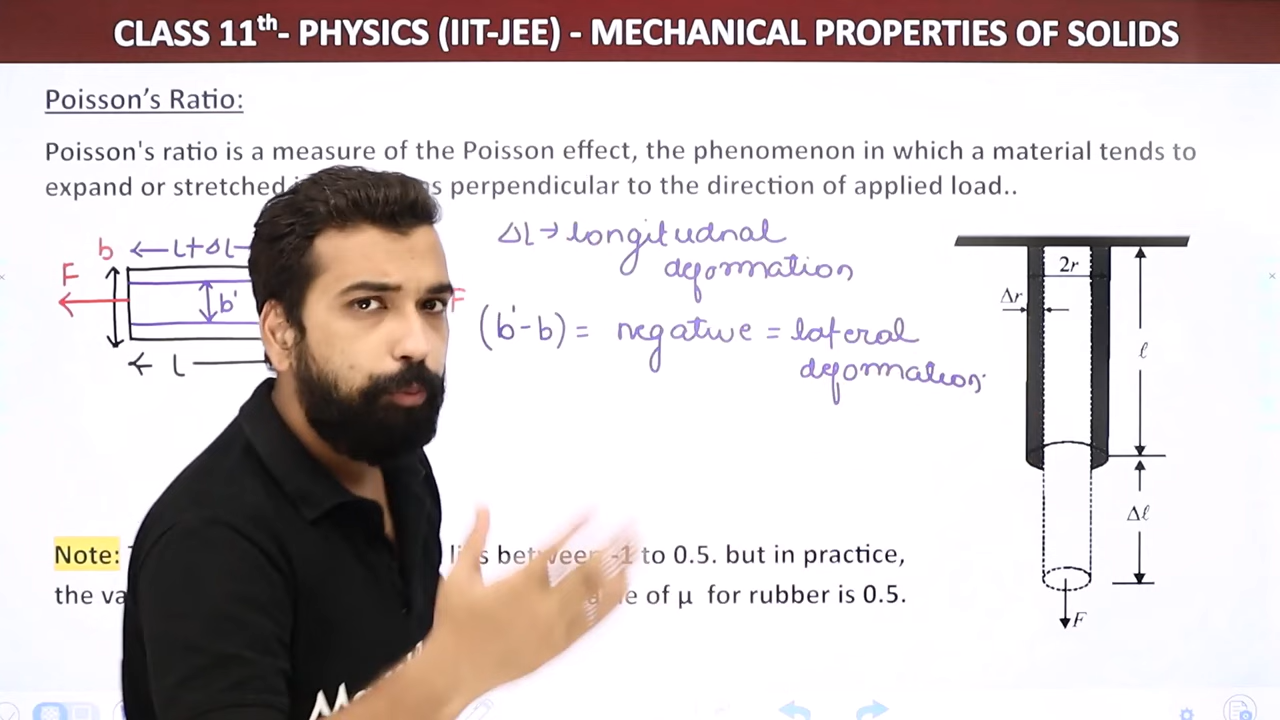 CLASS 11th- PHYSICS (IIT-JEE) - MECHANICAL PROPERTIES OF SOLIDS
Poisson's Ratio:
Poisson's ratio is a measure of the Poisson effect, the phenomenon in which a material tends to
expand or stretched perpendicular to the direction of applied load..
b ← L+ΔL
F
b'
F
← L
ΔL → longitudnal
deformation
(b'-b) = negative = lateral
deformation
2r
Δr
ℓ
Δℓ
F
Note: between -1 to 0.5. but in practice,
the of μ for rubber is 0.5.